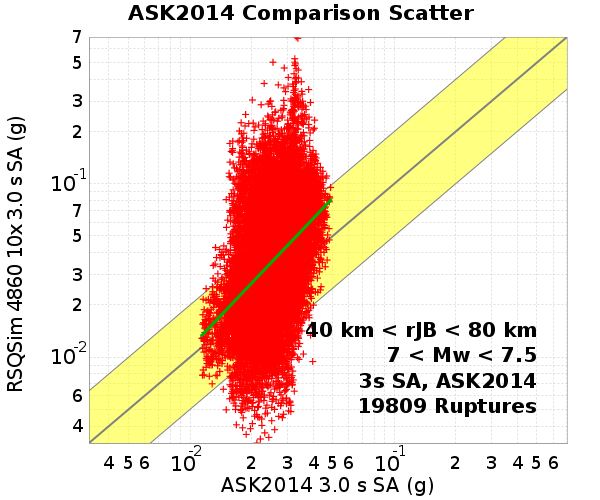 ASK2014 Comparison Scatter
RSQSim 4860 10x 3.0 s SA (g)
7
5
3
2
10-1
7
5
3
2
10-2
6
4
40 km < rJB < 80 km
7 < Mw < 7.5
3s SA, ASK2014
19809 Ruptures
4 5 6 10-2 2 3 4 5 6 10-1 2 3 4 5 6
ASK2014 3.0 s SA (g)